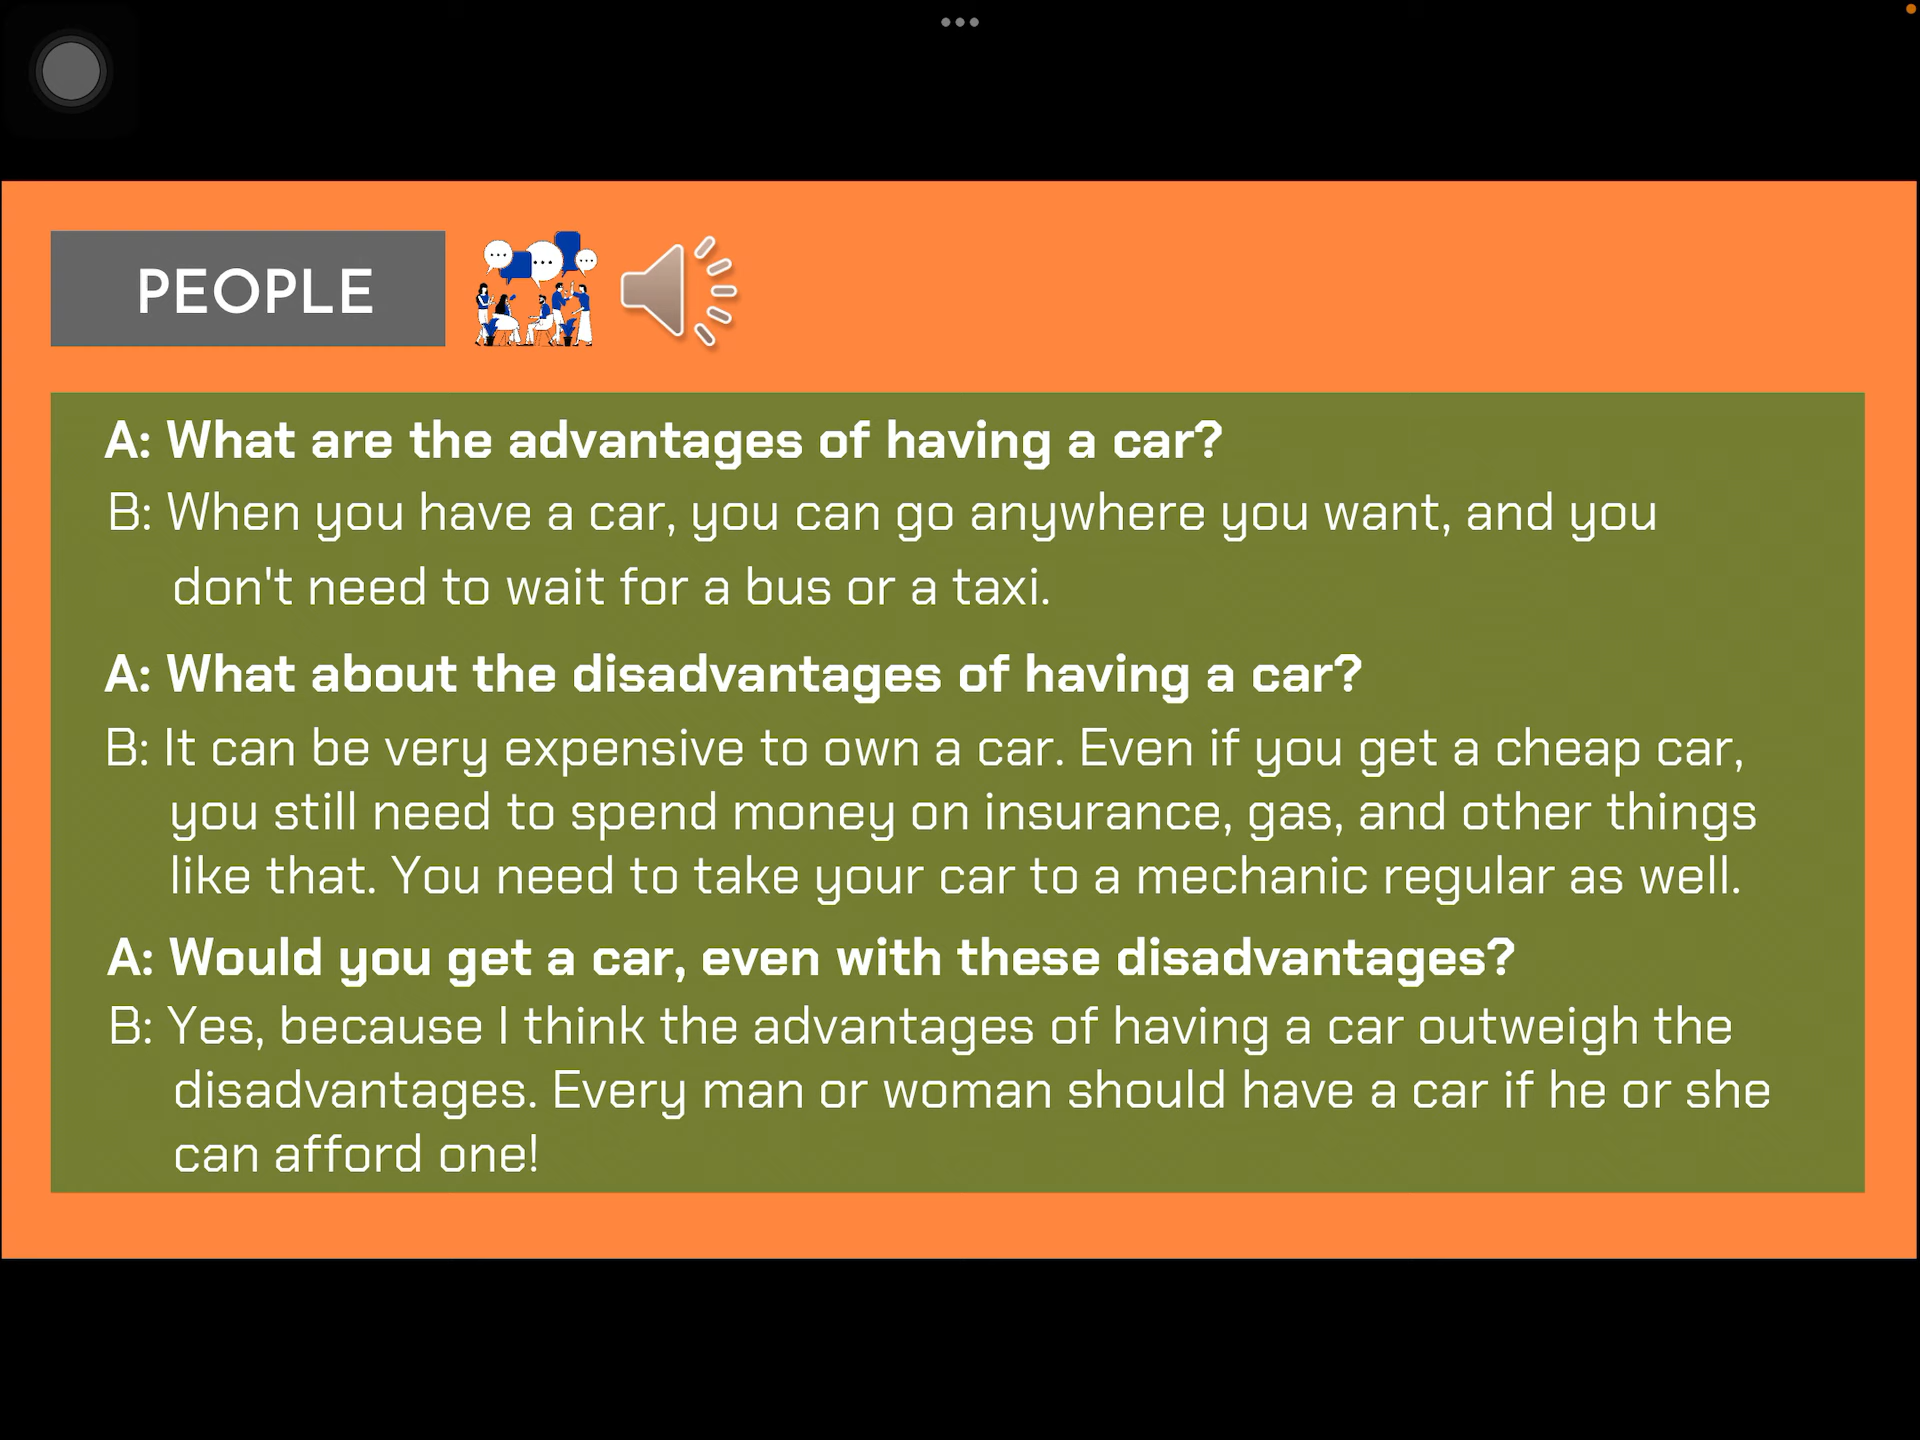 PEOPLE
A: What are the advantages of having a car?
B: When you have a car, you can go anywhere you want, and you
don't need to wait for a bus or a taxi.
A: What about the disadvantages of having a car?
B: It can be very expensive to own a car. Even if you get a cheap car,
you still need to spend money on insurance, gas, and other things
like that. You need to take your car to a mechanic regular as well.
A: Would you get a car, even with these disadvantages?
B: Yes, because I think the advantages of having a car outweigh the
disadvantages. Every man or woman should have a car if he or she
can afford one!